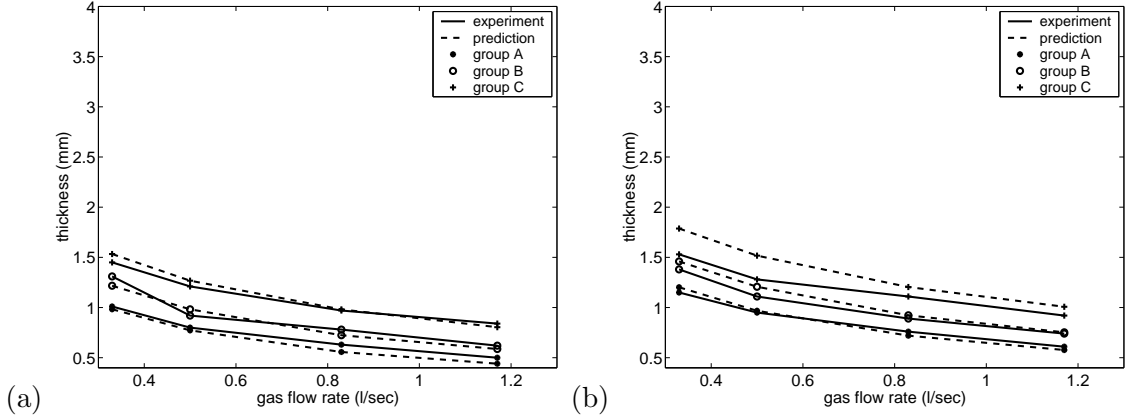 4
3.5
3
2.5
2
1.5
1
0.5
thickness (mm)
0.4 0.6 0.8 1 1.2
gas flow rate (l/sec)
experiment
prediction
group A
group B
group C
(a)
4
3.5
3
2.5
2
1.5
1
0.5
thickness (mm)
0.4 0.6 0.8 1 1.2
gas flow rate (l/sec)
experiment
prediction
group A
group B
group C
(b)